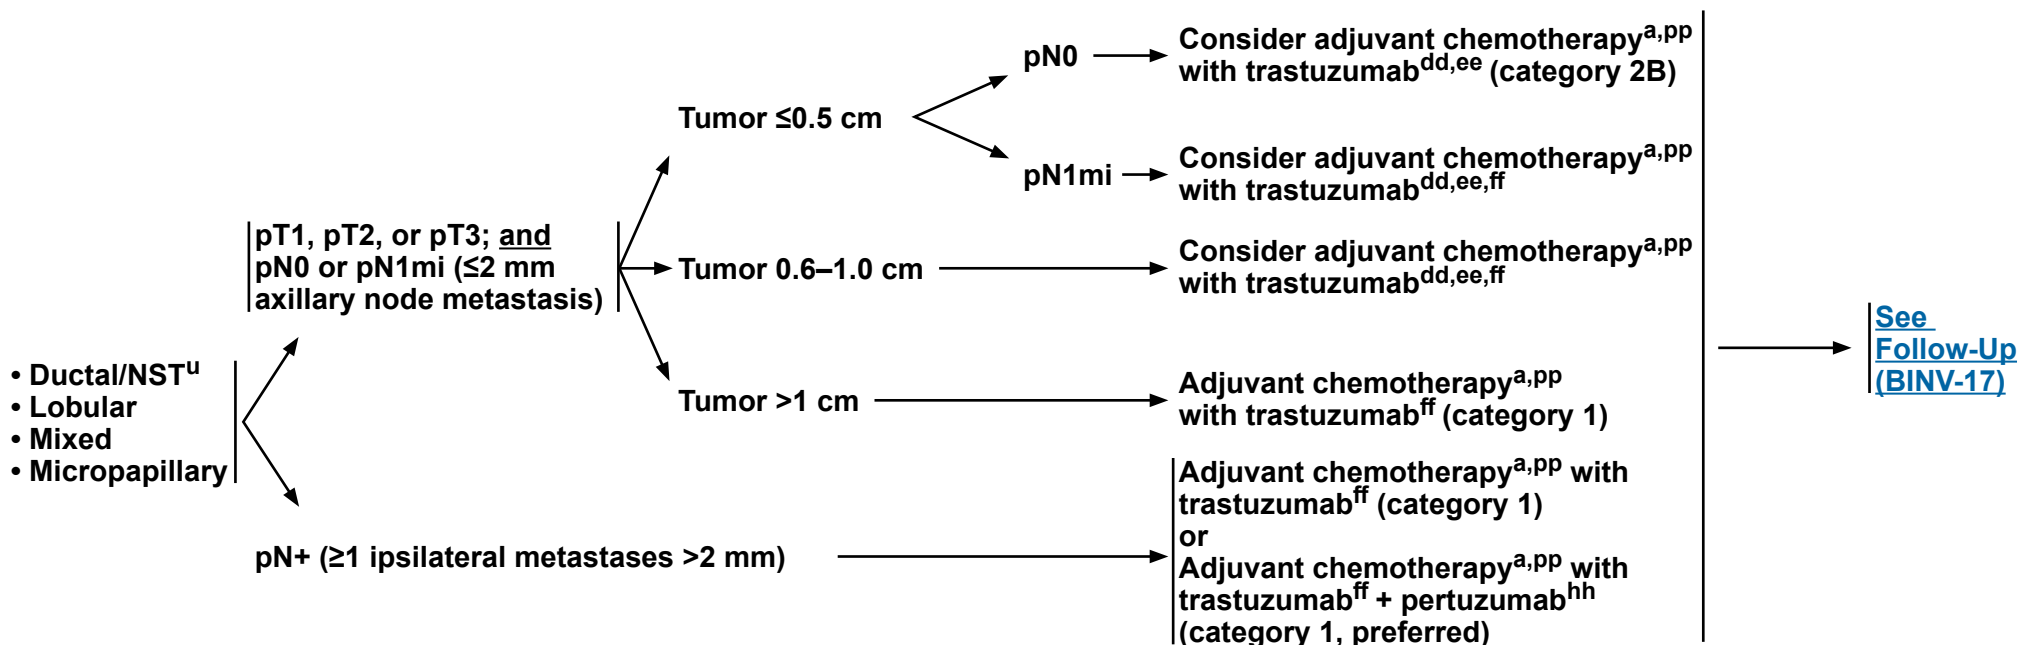 • Ductal/NSTu
• Lobular
• Mixed
• Micropapillary
pT1, pT2, or pT3; and
pN0 or pN1mi (≤2 mm
axillary node metastasis)
Tumor ≤0.5 cm
pN0
Consider adjuvant chemotherapya,pp
with trastuzumabdd,ee (category 2B)
pN1mi
Consider adjuvant chemotherapya,pp
with trastuzumabdd,ee,ff
Tumor 0.6–1.0 cm
Consider adjuvant chemotherapya,pp
with trastuzumabdd,ee,ff
Tumor >1 cm
Adjuvant chemotherapya,pp
with trastuzumabff (category 1)
pN+ (≥1 ipsilateral metastases >2 mm)
Adjuvant chemotherapya,pp with
trastuzumabff (category 1)
or
Adjuvant chemotherapya,pp with
trastuzumabff + pertuzumabhh
(category 1, preferred)
See
Follow-Up
(BINV-17)